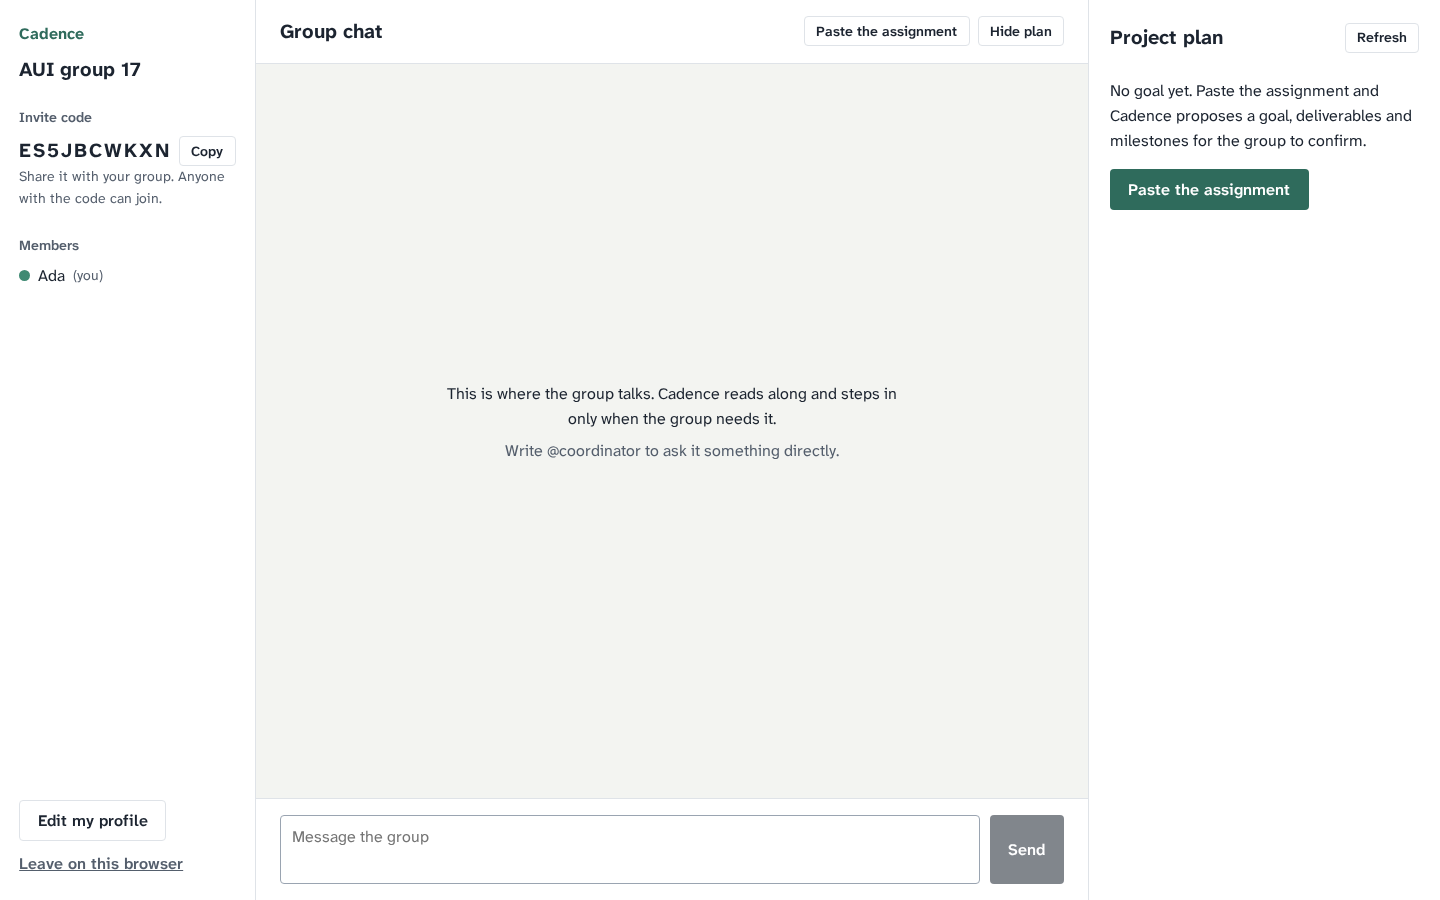 Cadence
AUI group 17
Invite code
ES5JBCWKXN
Copy
Share it with your group. Anyone
with the code can join.
Members
Ada (you)
Edit my profile
Leave on this browser
Group chat
Paste the assignment
Hide plan
This is where the group talks. Cadence reads along and steps in
only when the group needs it.
Write @coordinator to ask it something directly.
Message the group
Send
Project plan
Refresh
No goal yet. Paste the assignment and
Cadence proposes a goal, deliverables and
milestones for the group to confirm.
Paste the assignment